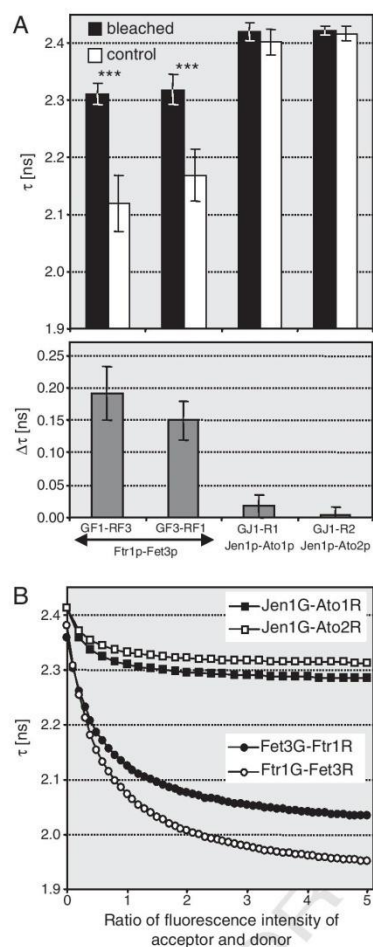 A
bleached
control
***
***
2.4
2.3
2.2
2.1
2.0
1.9
τ [ns]
0.25
0.20
0.15
0.10
0.05
0.00
Δτ [ns]
GF1-RF3 GF3-RF1 GJ1-R1 GJ1-R2
Ftr1p-Fet3p Jen1p-Ato1p Jen1p-Ato2p
B
Jen1G-Ato1R
Jen1G-Ato2R
Fet3G-Ftr1R
Ftr1G-Fet3R
2.4
2.3
2.2
2.1
2.0
1.9
τ [ns]
0 1 2 3 4 5
Ratio of fluorescence intensity of
acceptor and donor